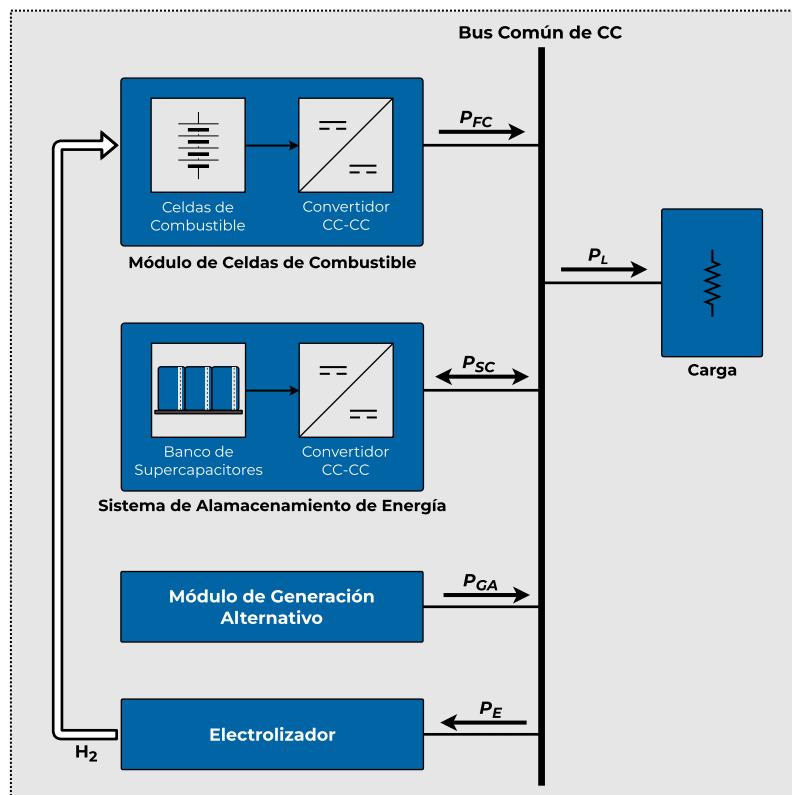 Bus Común de CC
P_FC
Celdas de
Combustible
Convertidor
CC-CC
Módulo de Celdas de Combustible
P_L
Carga
P_SC
Banco de
Supercapacitores
Convertidor
CC-CC
Sistema de Alamacenamiento de Energía
P_GA
Módulo de Generación
Alternativo
P_E
Electrolizador
H_2